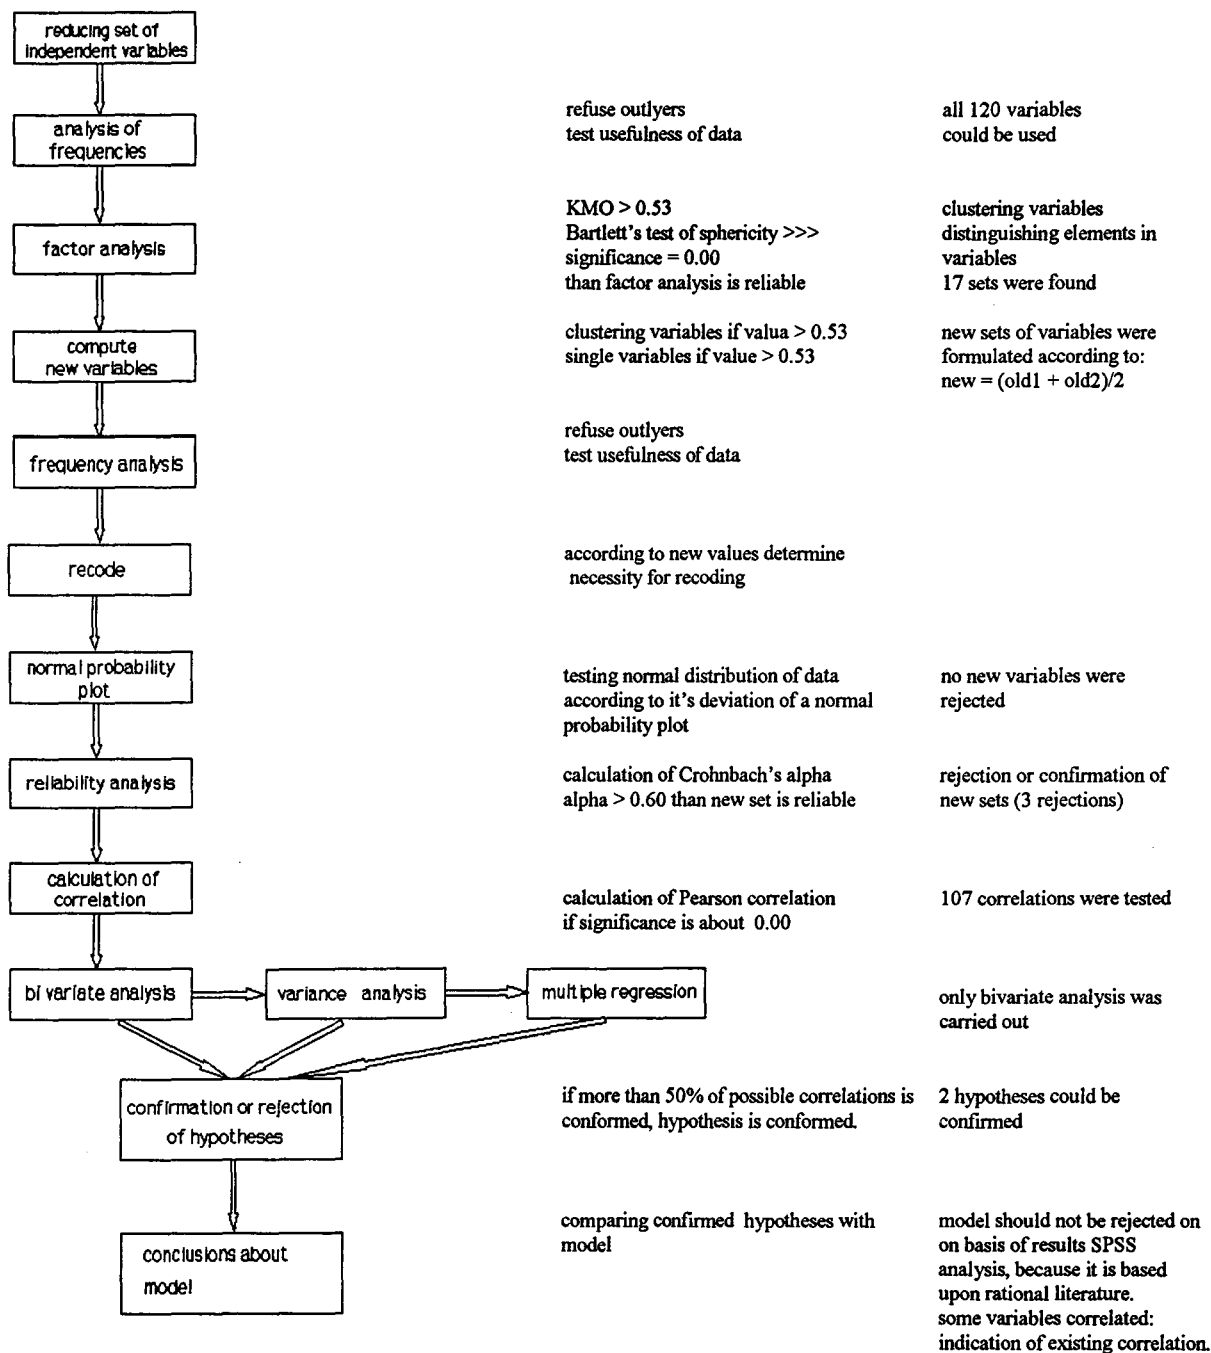 reducing set of
independent variables
analysis of
frequencies
refuse outlyers
test usefulness of data
all 120 variables
could be used
factor analysis
KMO > 0.53
Bartlett's test of sphericity >>>
significance = 0.00
than factor analysis is reliable
clustering variables
distinguishing elements in
variables
17 sets were found
compute
new variables
clustering variables if valua > 0.53
single variables if value > 0.53
new sets of variables were
formulated according to:
new = (old1 + old2)/2
frequency analysis
refuse outlyers
test usefulness of data
recode
according to new values determine
necessity for recoding
normal probability
plot
testing normal distribution of data
according to it's deviation of a normal
probability plot
no new variables were
rejected
reliability analysis
calculation of Crohnbach's alpha
alpha > 0.60 than new set is reliable
rejection or confirmation of
new sets (3 rejections)
calculation of
correlation
calculation of Pearson correlation
if significance is about 0.00
107 correlations were tested
bi variate analysis
variance analysis
multiple regression
only bivariate analysis was
carried out
confirmation or rejection
of hypotheses
if more than 50% of possible correlations is
conformed, hypothesis is conformed.
2 hypotheses could be
confirmed
conclusions about
model
comparing confirmed hypotheses with
model
model should not be rejected on
on basis of results SPSS
analysis, because it is based
upon rational literature.
some variables correlated:
indication of existing correlation.